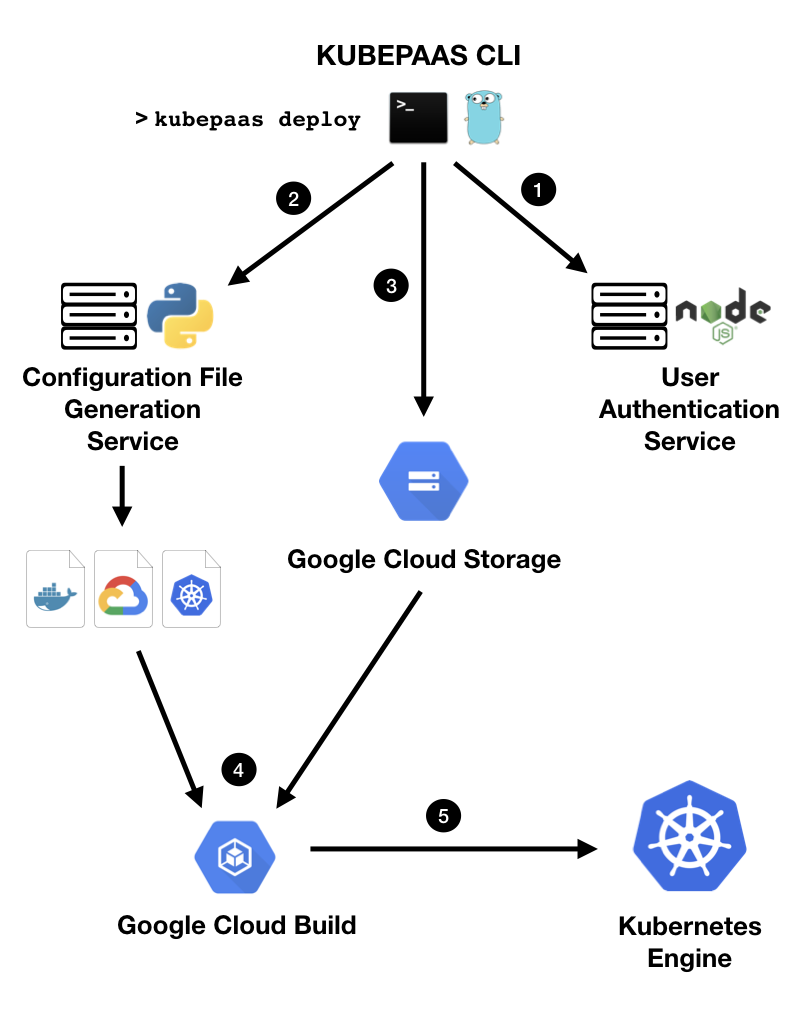 KUBEPAAS CLI
> kubepaas deploy
>_
1
2
3
node
JS
Configuration File
Generation
Service
User
Authentication
Service
Google Cloud Storage
4
5
Google Cloud Build
Kubernetes
Engine